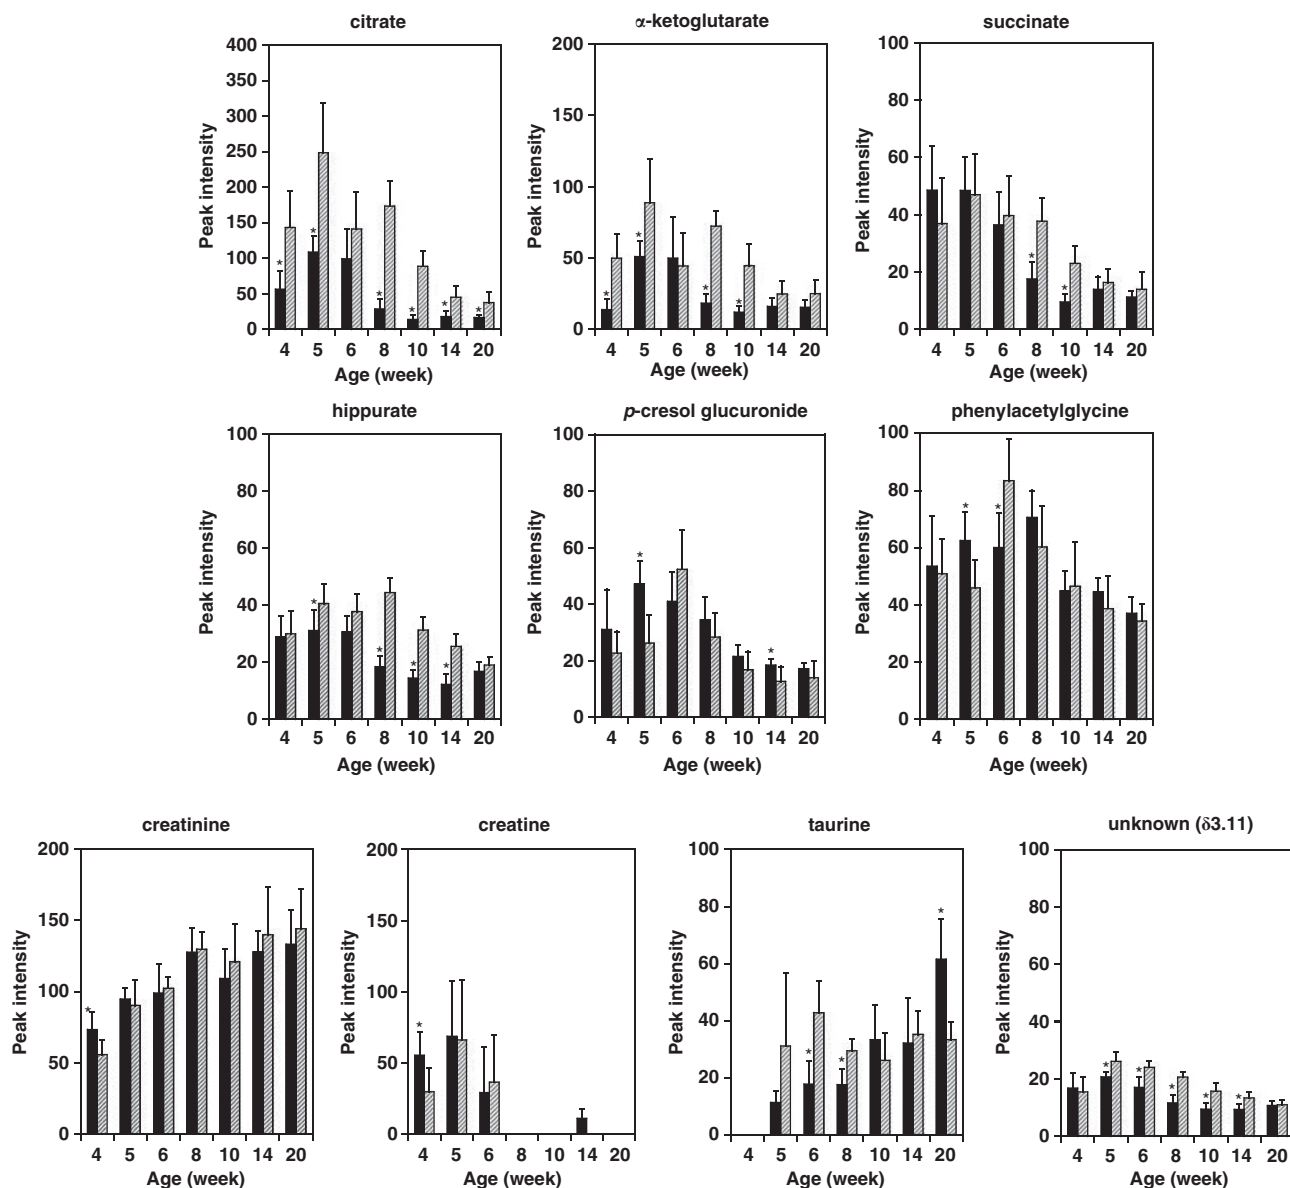 citrate
400
350
300
250
200
150
100
50
0
Peak intensity
4 5 6 8 10 14 20
Age (week)
α-ketoglutarate
200
150
100
50
0
Peak intensity
4 5 6 8 10 14 20
Age (week)
succinate
100
80
60
40
20
0
Peak intensity
4 5 6 8 10 14 20
Age (week)
hippurate
100
80
60
40
20
0
Peak intensity
4 5 6 8 10 14 20
Age (week)
p-cresol glucuronide
100
80
60
40
20
0
Peak intensity
4 5 6 8 10 14 20
Age (week)
phenylacetylglycine
100
80
60
40
20
0
Peak intensity
4 5 6 8 10 14 20
Age (week)
creatinine
200
150
100
50
0
Peak intensity
4 5 6 8 10 14 20
Age (week)
creatine
200
150
100
50
0
Peak intensity
4 5 6 8 10 14 20
Age (week)
taurine
100
80
60
40
20
0
Peak intensity
4 5 6 8 10 14 20
Age (week)
unknown (δ3.11)
100
80
60
40
20
0
Peak intensity
4 5 6 8 10 14 20
Age (week)